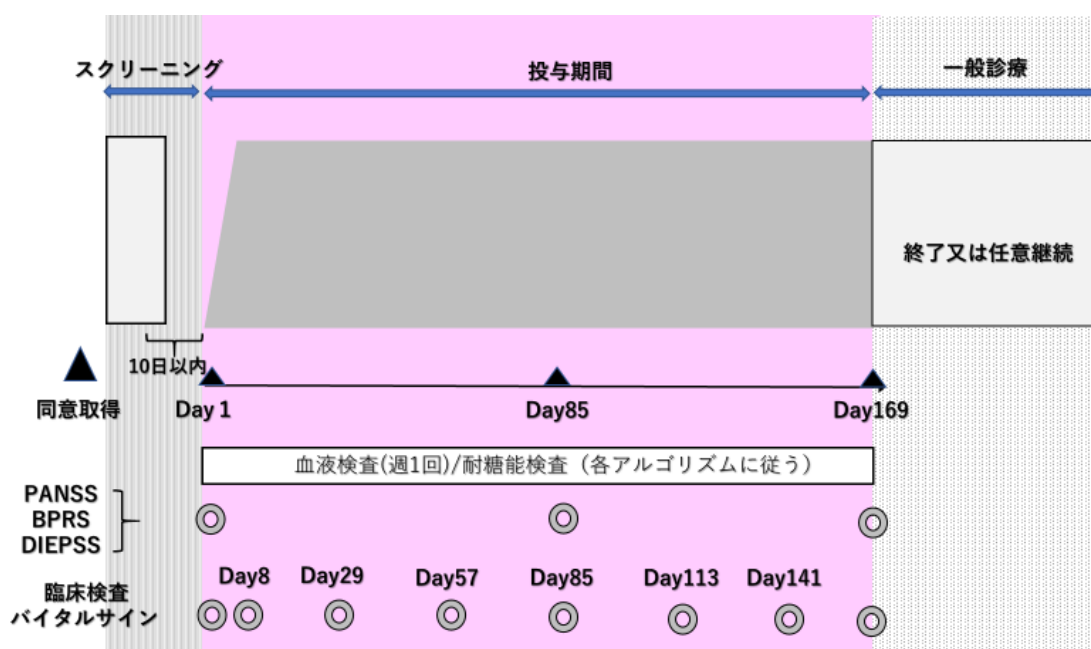 スクリーニング
投与期間
一般診療
終了又は任意継続
10日以内
同意取得
Day 1
Day85
Day169
血液検査(週1回)/耐糖能検査（各アルゴリズムに従う）
PANSS
BPRS
DIEPSS
Day8
Day29
Day57
Day85
Day113
Day141
臨床検査
バイタルサイン